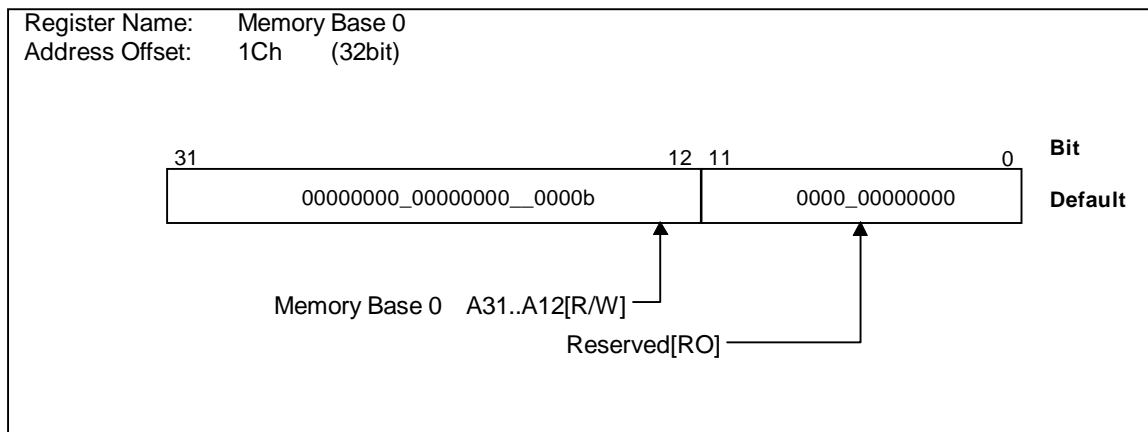 Register Name: Memory Base 0
Address Offset: 1Ch (32bit)
31 12 11 0 Bit
00000000_00000000__0000b 0000_00000000 Default
Memory Base 0 A31..A12[R/W]
Reserved[RO]